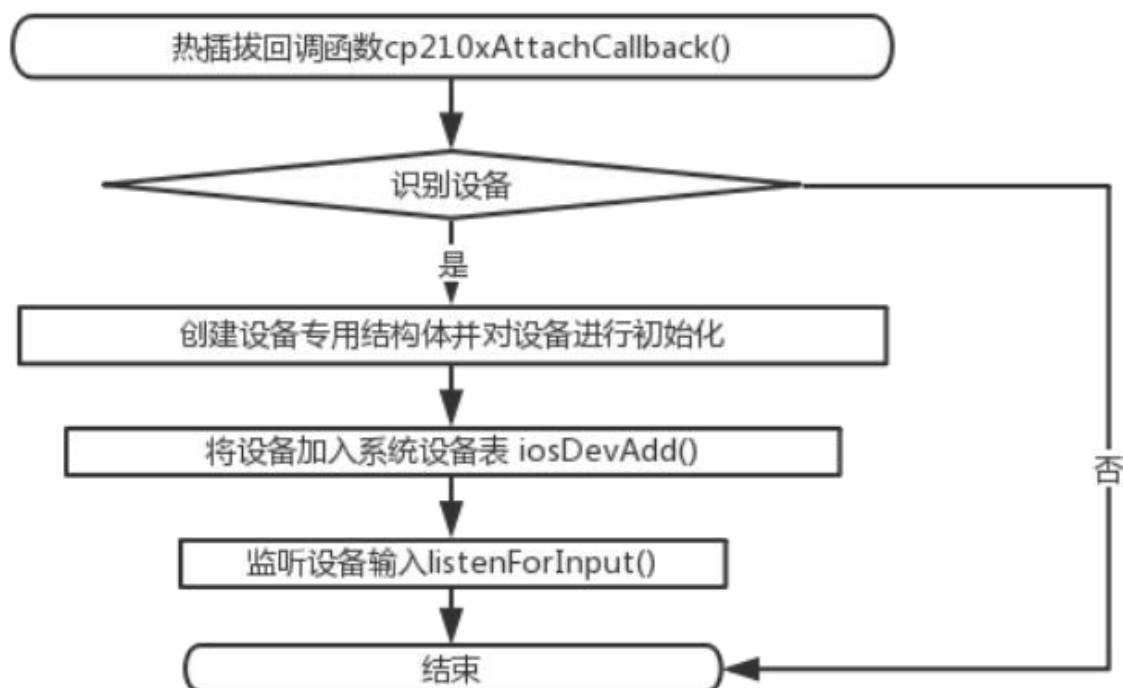 热插拔回调函数cp210xAttachCallback()
识别设备
是
创建设备专用结构体并对设备进行初始化
将设备加入系统设备表 iosDevAdd()
否
监听设备输入listenForInput()
结束